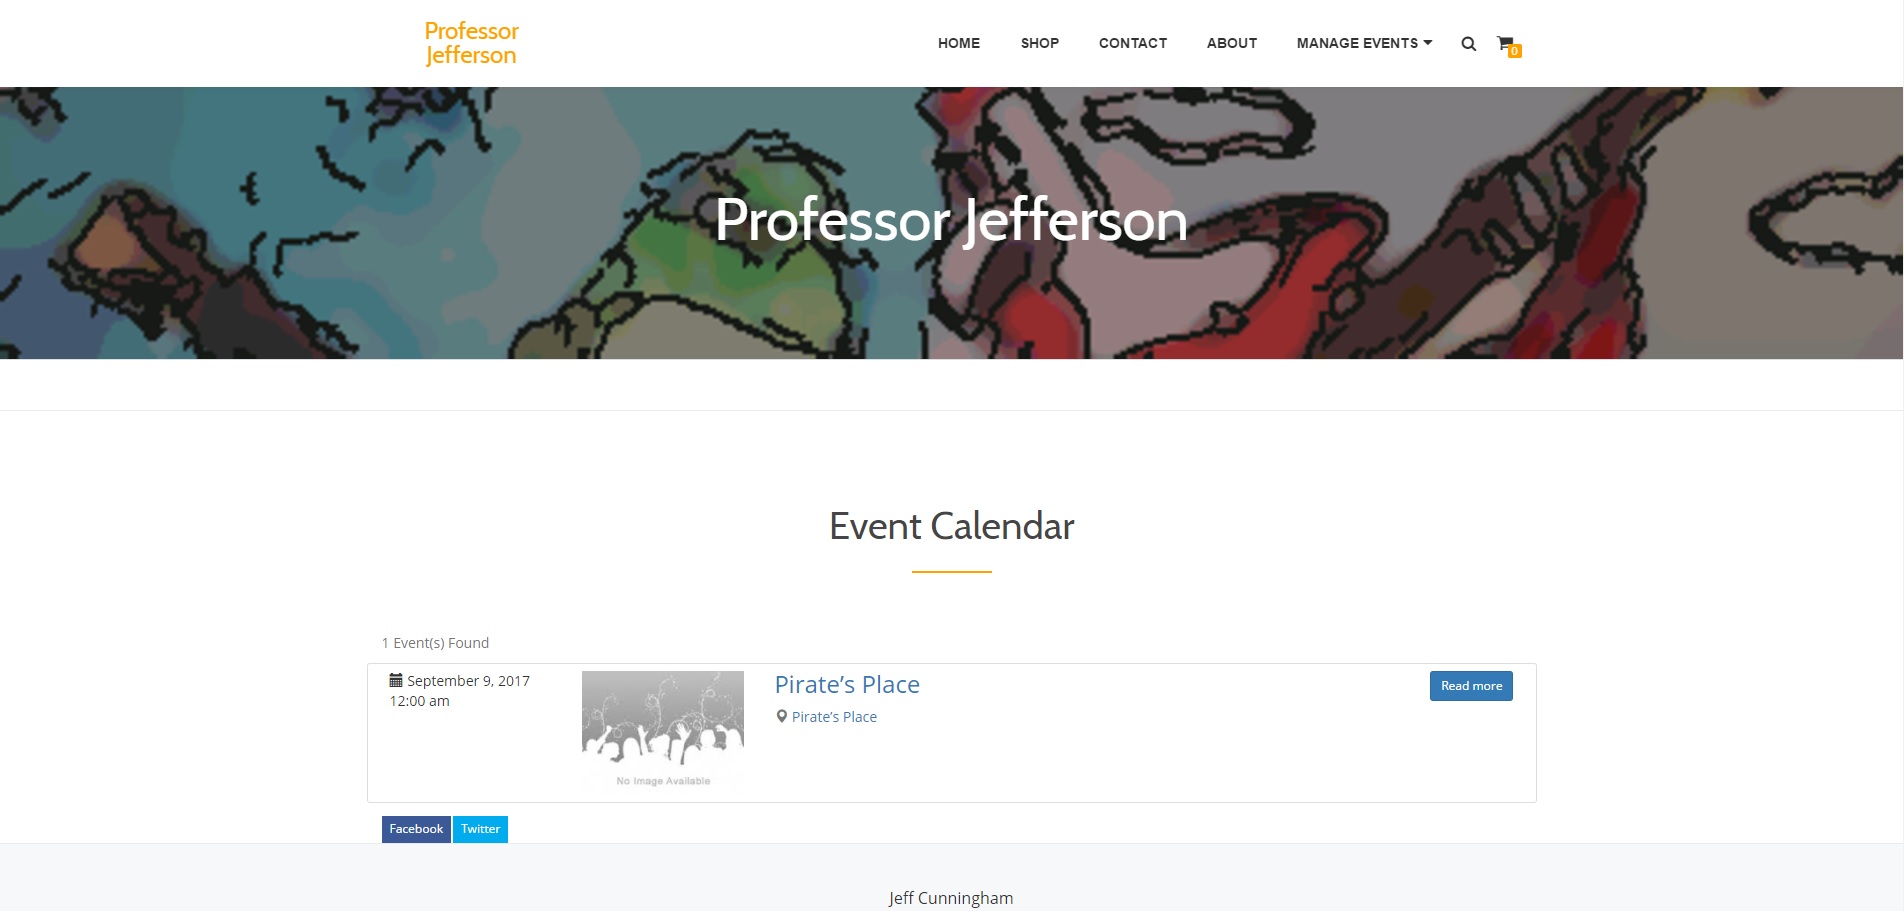 Professor
Jefferson
HOME SHOP CONTACT ABOUT MANAGE EVENTS 0
Professor Jefferson
Event Calendar
1 Event(s) Found
September 9, 2017
12:00 am
No Image Available
Pirate’s Place
Pirate’s Place
Read more
Facebook Twitter
Jeff Cunningham